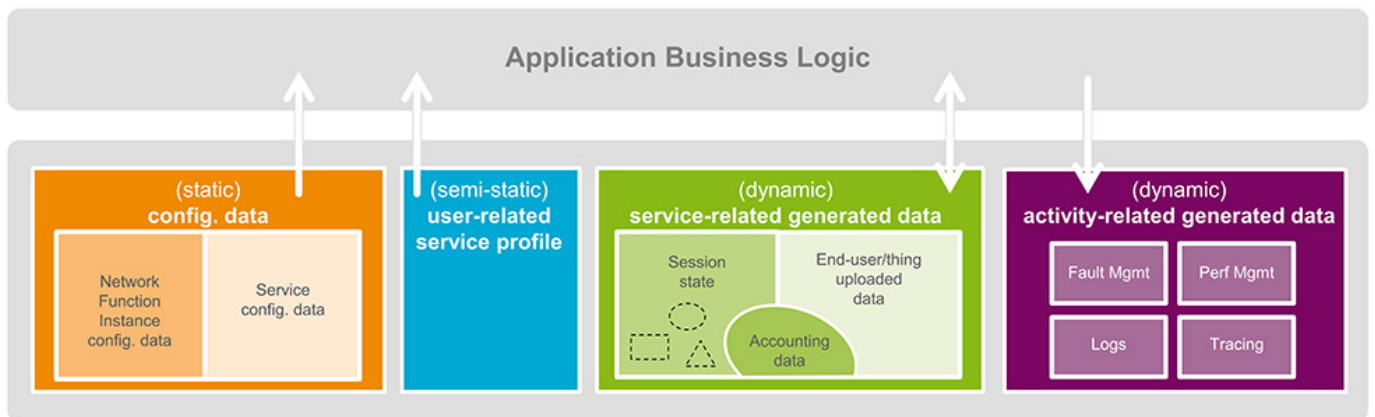 Application Business Logic
(static)
config. data
Network
Function
Instance
config. data
Service
config. data
(semi-static)
user-related
service profile
(dynamic)
service-related generated data
Session
state
End-user/thing
uploaded
data
Accounting
data
(dynamic)
activity-related generated data
Fault Mgmt
Perf Mgmt
Logs
Tracing